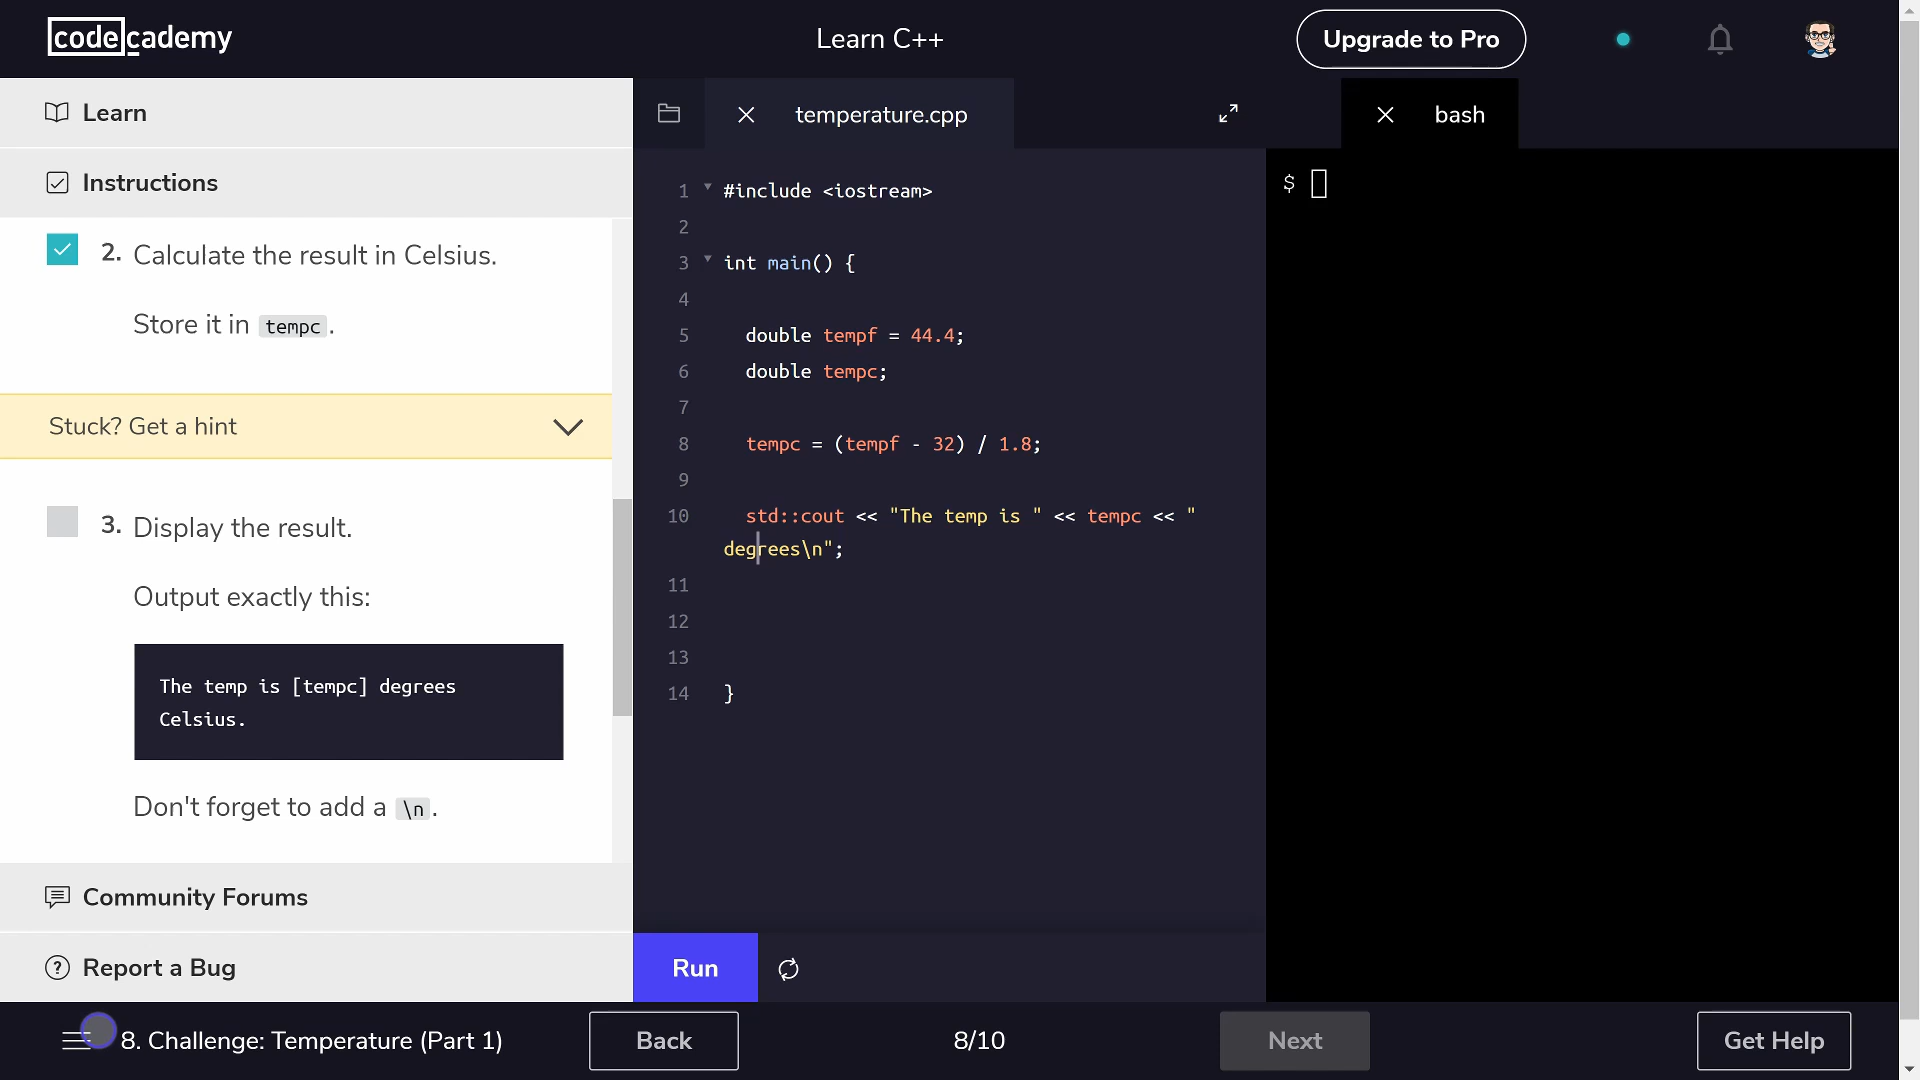 codecademy
Learn C++
Upgrade to Pro
Learn
Instructions
2. Calculate the result in Celsius.
Store it in tempc.
Stuck? Get a hint
3. Display the result.
Output exactly this:
The temp is [tempc] degrees
Celsius.
Don't forget to add a \n.
Community Forums
Report a Bug
temperature.cpp
1 #include <iostream>
2
3 int main() {
4
5 double tempf = 44.4;
6 double tempc;
7
8 tempc = (tempf - 32) / 1.8;
9
10 std::cout << "The temp is " << tempc << "
degrees\n";
11
12
13
14 }
Run
bash
$
8. Challenge: Temperature (Part 1)
Back
8/10
Next
Get Help